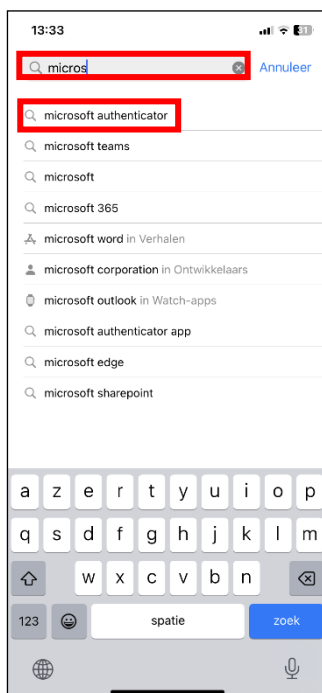 13:33
31
micros
Annuleer
microsoft authenticator
microsoft teams
microsoft
microsoft 365
microsoft word in Verhalen
microsoft corporation in Ontwikkelaars
microsoft outlook in Watch-apps
microsoft authenticator app
microsoft edge
microsoft sharepoint
a z e r t y u i o p
q s d f g h j k l m
w x c v b n
123 spatie zoek